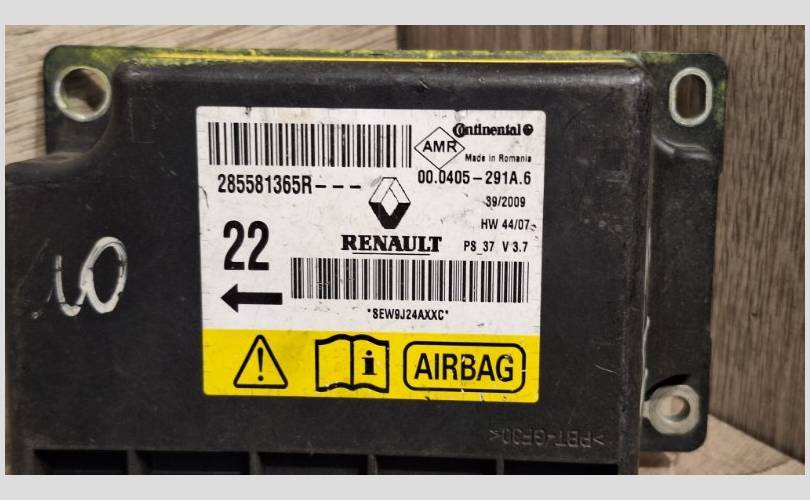 Continental
AMR
Made in Romania
285581365R---
00.0405-291A.6
39/2009
22
RENAULT
HW 44/07
PS_37 V 3.7
*SEW9J24AXXC*
i
AIRBAG
>PBT-GF30<